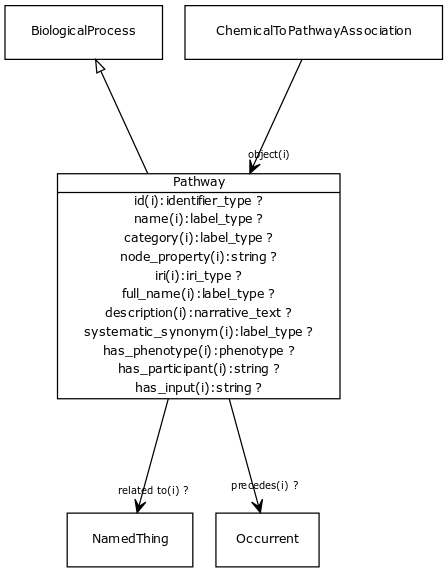 BiologicalProcess
ChemicalToPathwayAssociation
object(i)
Pathway
id(i):identifier_type ?
name(i):label_type ?
category(i):label_type ?
node_property(i):string ?
iri(i):iri_type ?
full_name(i):label_type ?
description(i):narrative_text ?
systematic_synonym(i):label_type ?
has_phenotype(i):phenotype ?
has_participant(i):string ?
has_input(i):string ?
related to(i) ?
precedes(i) ?
NamedThing
Occurrent